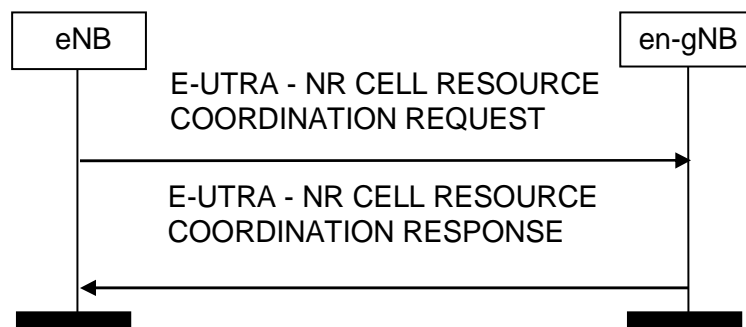 eNB
en-gNB
E-UTRA - NR CELL RESOURCE
COORDINATION REQUEST
E-UTRA - NR CELL RESOURCE
COORDINATION RESPONSE